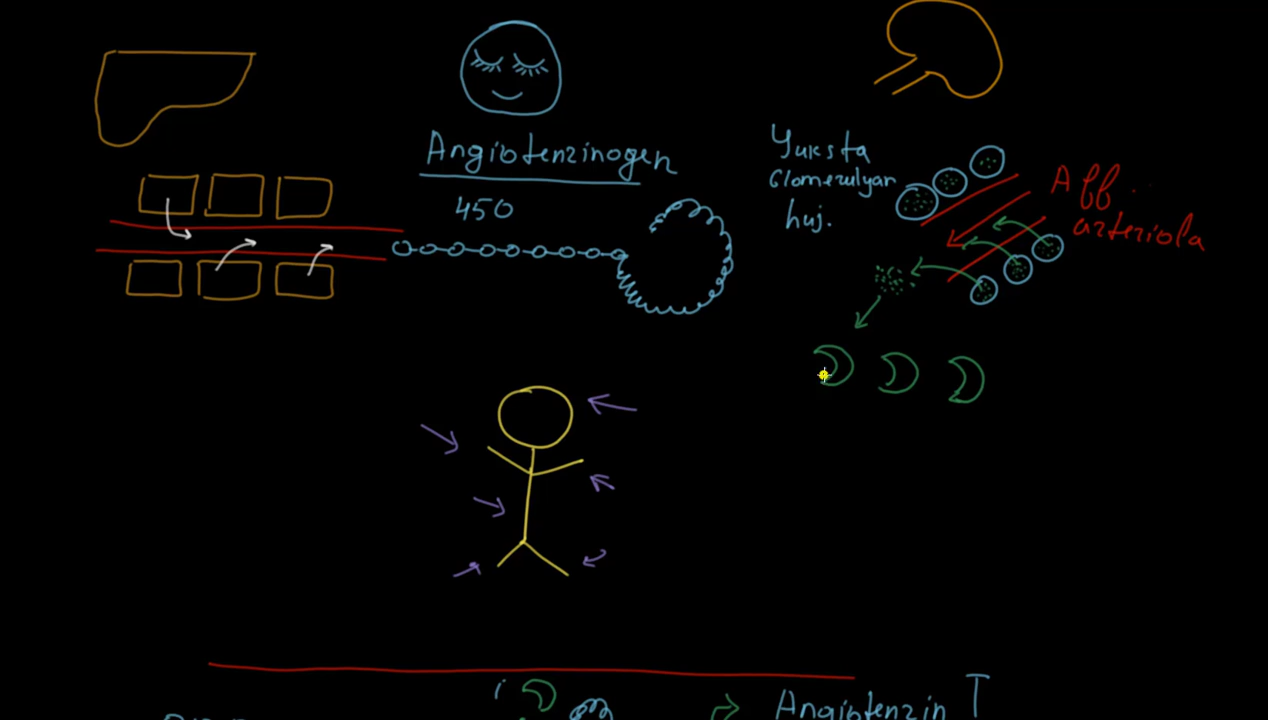 Angiotenzinogen
450
Yuksta
Glomerulyar
huj.
Aff..
arteriola
Angiotenzin I